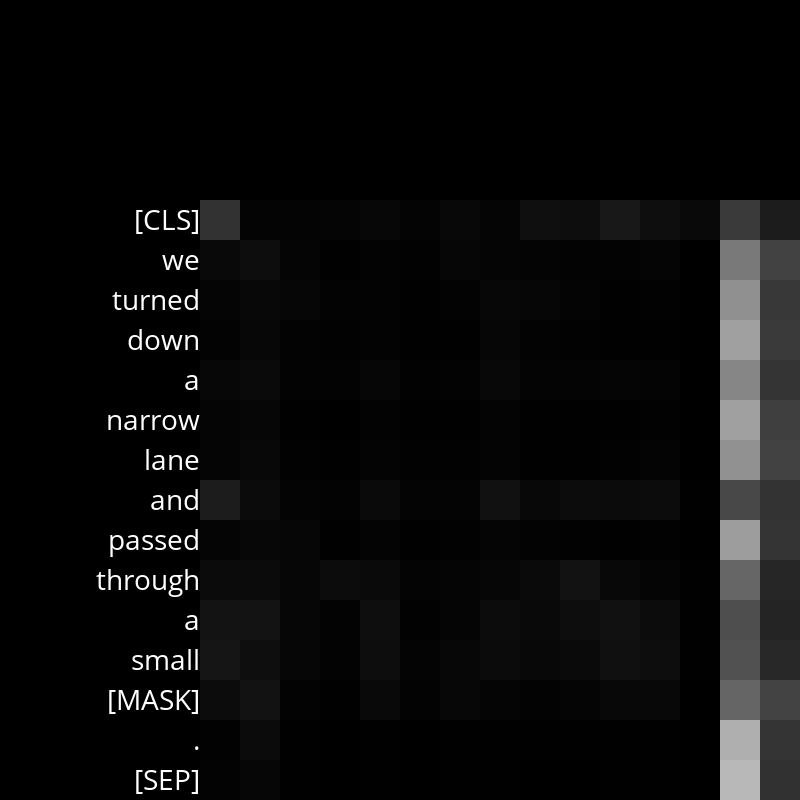 [CLS]
we
turned
down
a
narrow
lane
and
passed
through
a
small
[MASK]
.
[SEP]